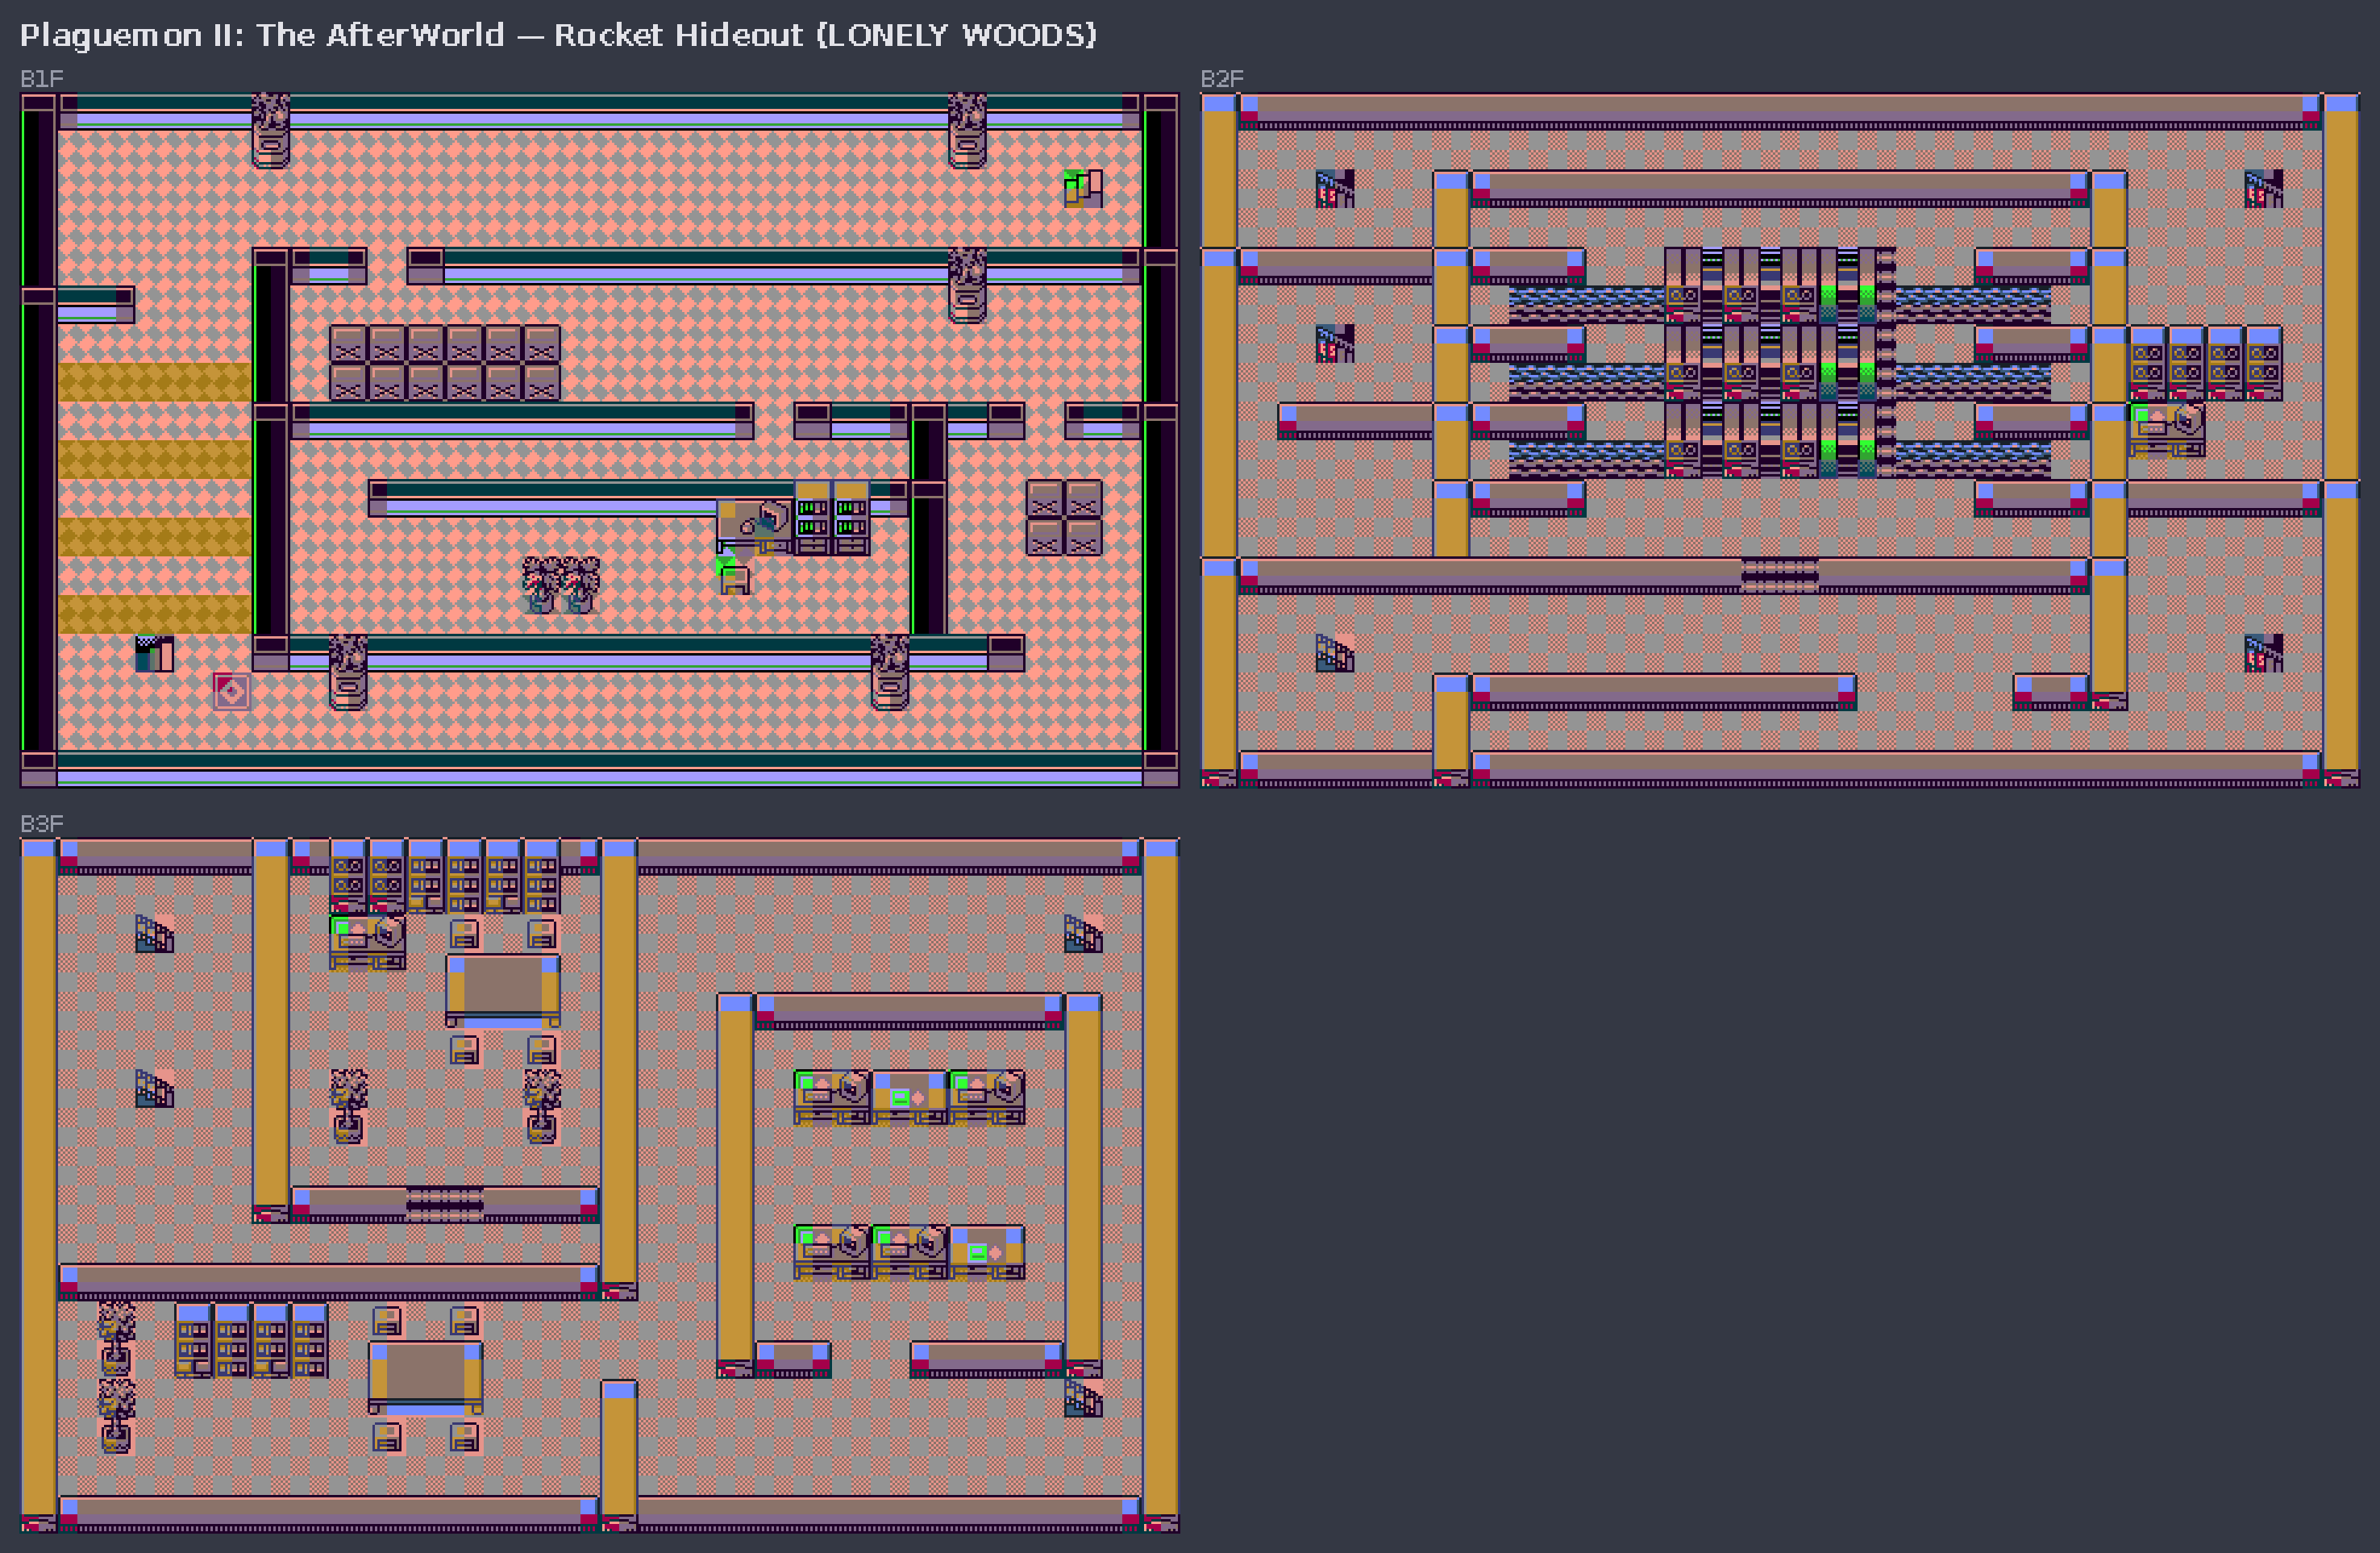 Plaguemon II: The AfterWorld — Rocket Hideout {LONELY WOODS}
B1F
B2F
B3F